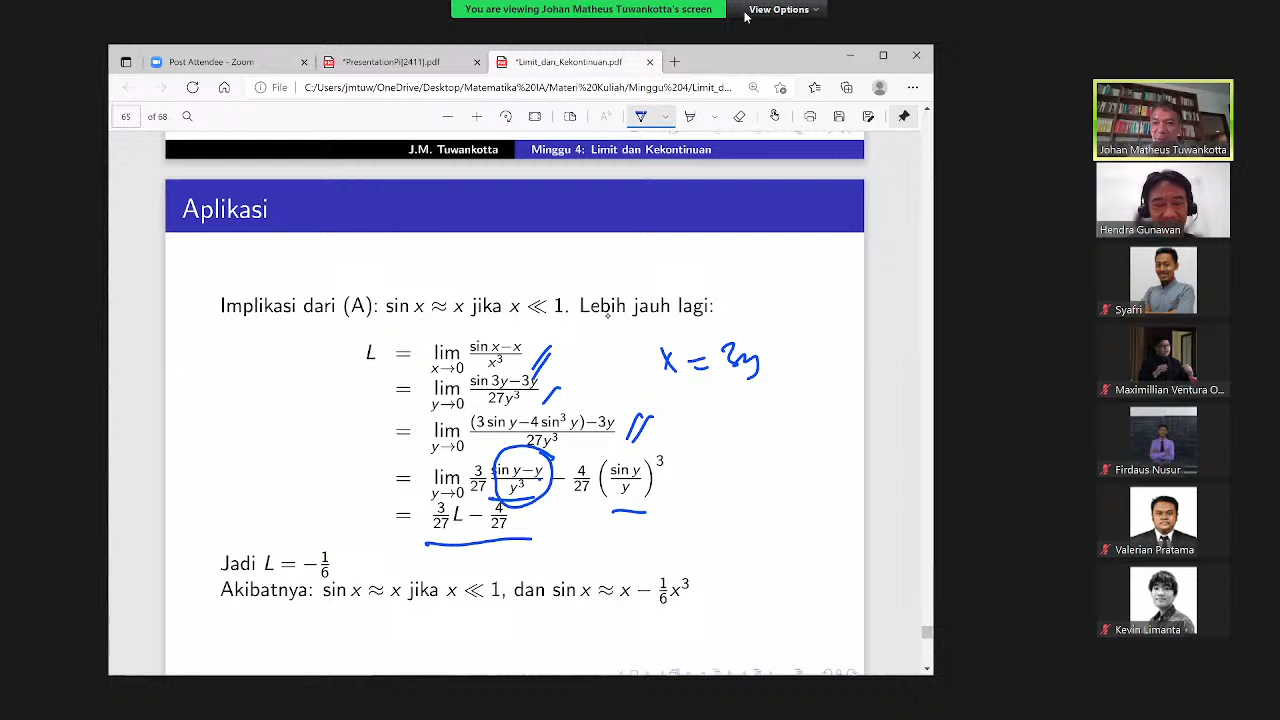 You are viewing Johan Matheus Tuwankotta's screen
View Options
Post Attendee - Zoom
*PresentationPi[2411].pdf
*Limit_dan_Kekontinuan.pdf
File
C:/Users/jmtuw/OneDrive/Desktop/Matematika%20IA/Materi%20Kuliah/Minggu%204/Limit_d...
65 of 68
J.M. Tuwankotta
Minggu 4: Limit dan Kekontinuan
Aplikasi
Implikasi dari (A): sin x ≈ x jika x ≪ 1. Lebih jauh lagi:
L = lim x→0 (sin x−x)/x³
x = 3y
= lim y→0 (sin 3y−3y)/27y³
= lim y→0 ((3 sin y−4 sin³ y)−3y)/27y³
= lim y→0 3/27 (sin y−y)/y³ − 4/27 (sin y/y)³
= 3/27 L − 4/27
Jadi L = −1/6
Akibatnya: sin x ≈ x jika x ≪ 1, dan sin x ≈ x − 1/6 x³
Johan Matheus Tuwankotta
Hendra Gunawan
Syafri
Maximillian Ventura O...
Firdaus Nusur
Valerian Pratama
Kevin Limanta